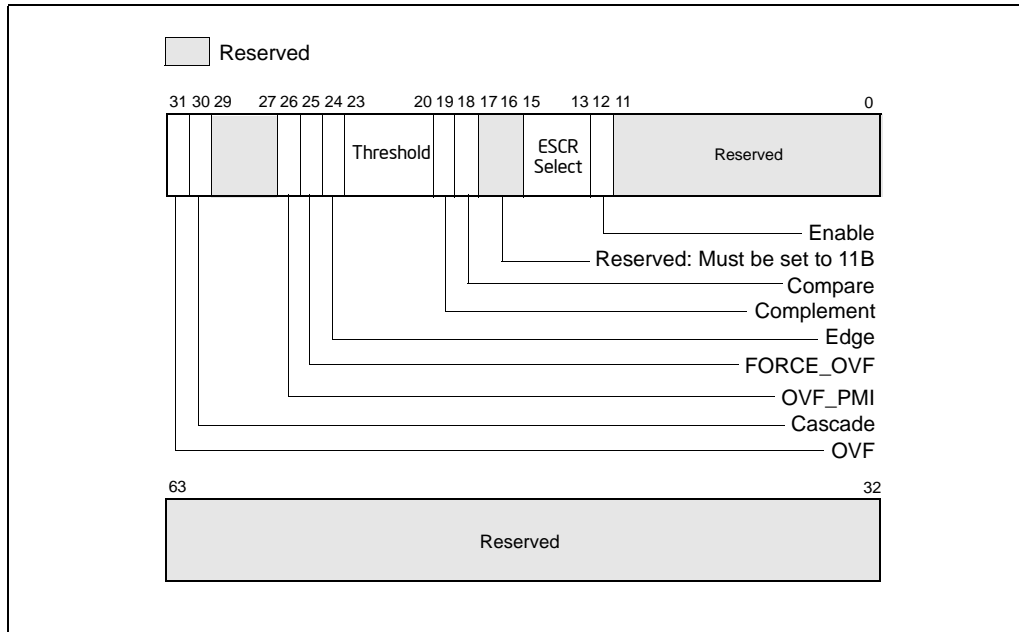 Reserved
31 30 29 27 26 25 24 23 20 19 18 17 16 15 13 12 11 0
Threshold
ESCR
Select
Reserved
Enable
Reserved: Must be set to 11B
Compare
Complement
Edge
FORCE_OVF
OVF_PMI
Cascade
OVF
63 32
Reserved